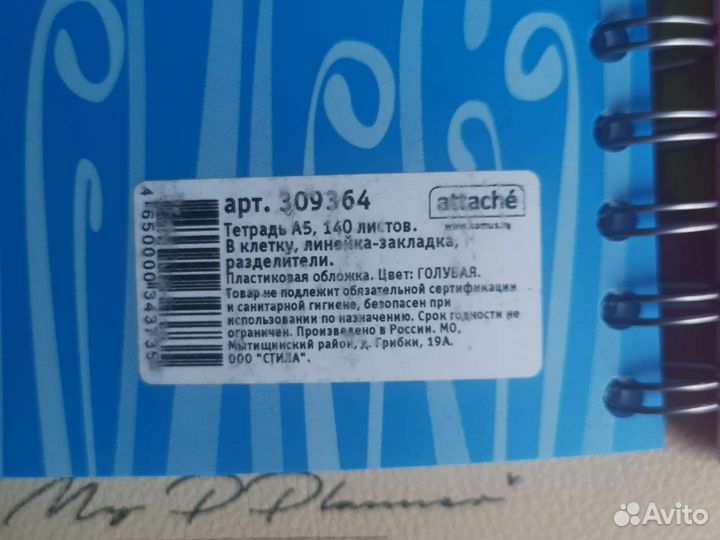 арт. 309364
attaché
www.komus.ru
Тетрадь А5, 140 листов.
В клетку, линейка-закладка,
разделители.
Пластиковая обложка. Цвет: ГОЛУБАЯ.
Товар не подлежит обязательной сертификации
и санитарной гигиене, безопасен при
использовании по назначению. Срок годности не
ограничен. Произведено в России. МО,
Мытищинский район, д. Грибки, 19А.
ООО "СТИЛА".
My Planner
Avito